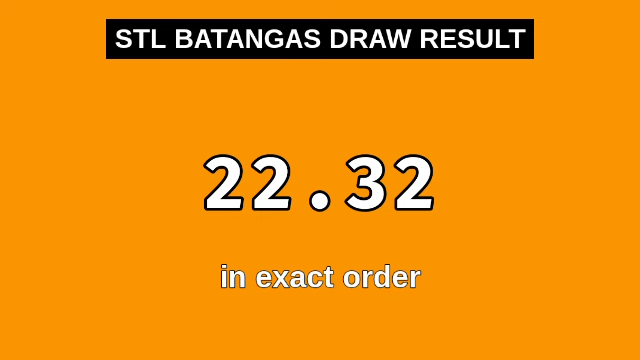 STL BATANGAS DRAW RESULT
22.32
in exact order